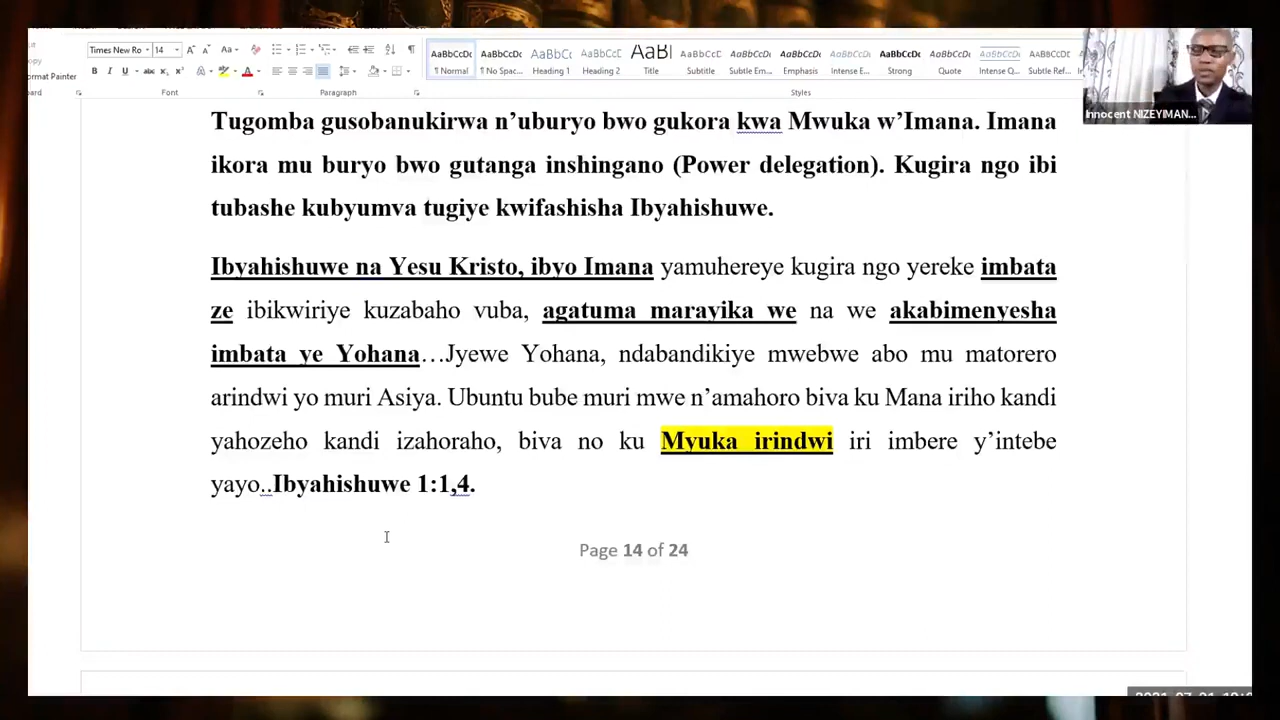 ormat Painter
Times New Ro
14
Aa
B I U abc
A
AaBbCcDc AaBbCcDc AaBbCc AaBbCcD AaBl AaBbCcD AaBbCcDc AaBbCcDc AaBbCcDc AaBbCcDc AaBbCcDc AaBbCcDc AaBbCcDc
¶ Normal ¶ No Spac... Heading 1 Heading 2 Title Subtitle Subtle Em... Emphasis Intense E... Strong Quote Intense Q... Subtle Ref...
Font Paragraph Styles
Innocent NIZEYIMAN...
Tugomba gusobanukirwa n’uburyo bwo gukora kwa Mwuka w’Imana. Imana
ikora mu buryo bwo gutanga inshingano (Power delegation). Kugira ngo ibi
tubashe kubyumva tugiye kwifashisha Ibyahishuwe.
Ibyahishuwe na Yesu Kristo, ibyo Imana yamuhereye kugira ngo yereke imbata
ze ibikwiriye kuzabaho vuba, agatuma marayika we na we akabimenyesha
imbata ye Yohana…Jyewe Yohana, ndabandikiye mwebwe abo mu matorero
arindwi yo muri Asiya. Ubuntu bube muri mwe n’amahoro biva ku Mana iriho kandi
yahozeho kandi izahoraho, biva no ku Myuka irindwi iri imbere y’intebe
yayo..Ibyahishuwe 1:1,4.
Page 14 of 24